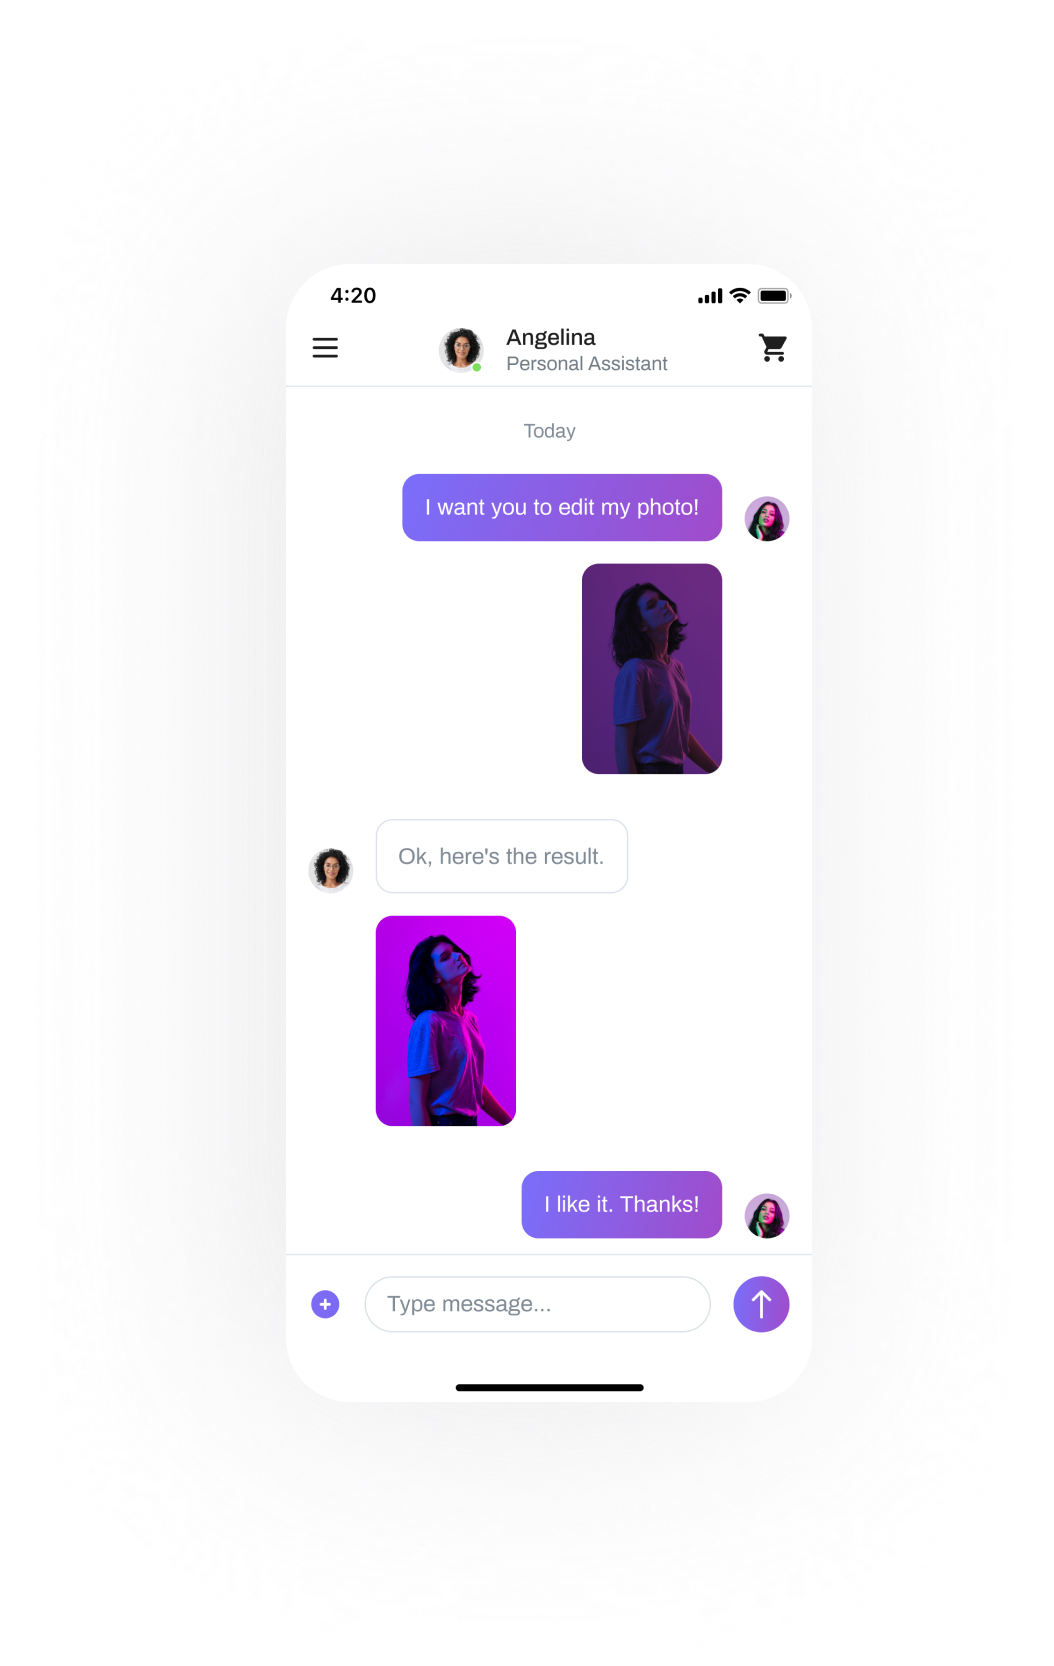 4:20
Angelina
Personal Assistant
Today
I want you to edit my photo!
Ok, here's the result.
I like it. Thanks!
Type message...